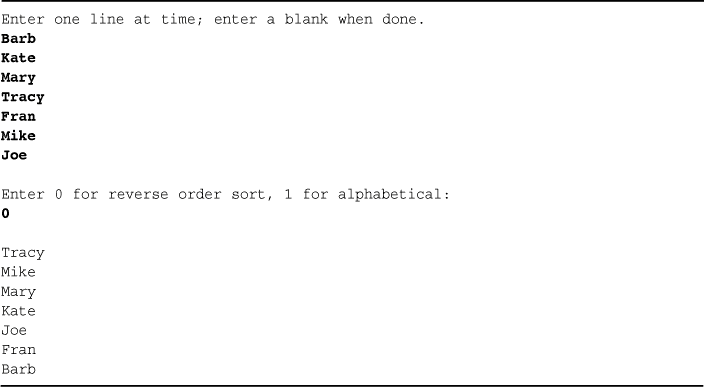 Enter one line at time; enter a blank when done.
Barb
Kate
Mary
Tracy
Fran
Mike
Joe
Enter 0 for reverse order sort, 1 for alphabetical:
0
Tracy
Mike
Mary
Kate
Joe
Fran
Barb